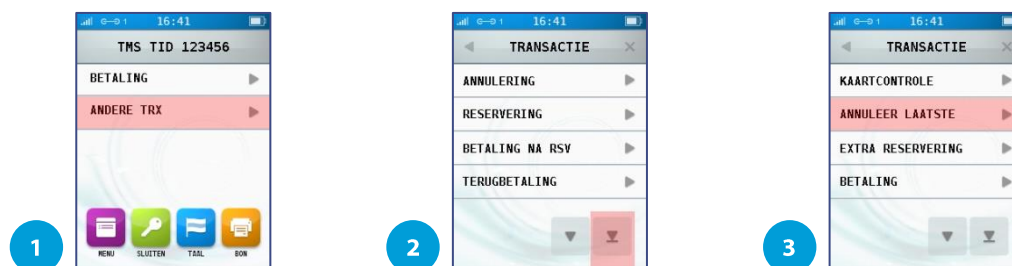 16:41
TMS TID 123456
BETALING
ANDERE TRX
MENU SLUITEN TAAL BON
1
16:41
TRANSACTIE
ANNULERING
RESERVERING
BETALING NA RSV
TERUGBETALING
2
16:41
TRANSACTIE
KAARTCONTROLE
ANNULEER LAATSTE
EXTRA RESERVERING
BETALING
3